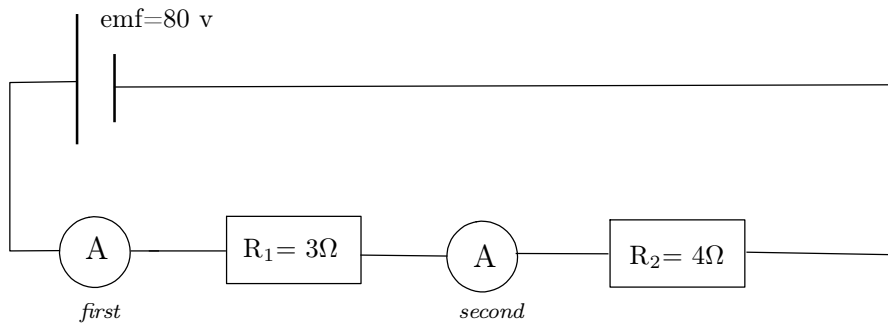 emf=80 v
A
R₁= 3Ω
A
R₂= 4Ω
first
second